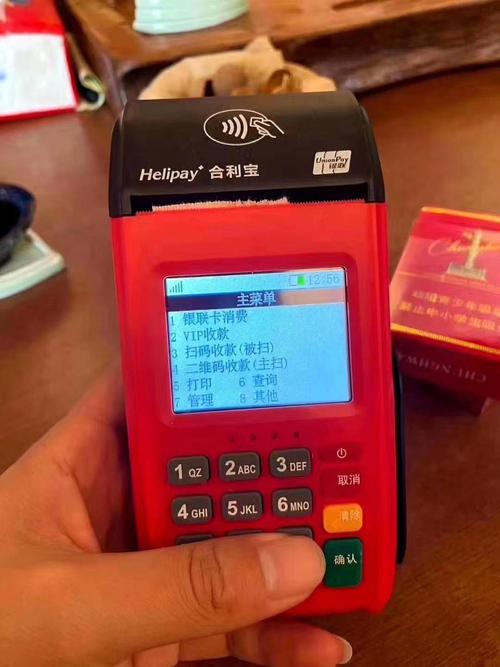 Helipay 合利宝
UnionPay
银联
12:56
主菜单
1 银联卡消费
2 VIP收款
3 扫码收款(被扫)
4 二维码收款(主扫)
5 打印 6 查询
7 管理 8 其他
1 QZ 2 ABC 3 DEF
取消
4 GHI 5 JKL 6 MNO
清除
确认
CHUNGHWA